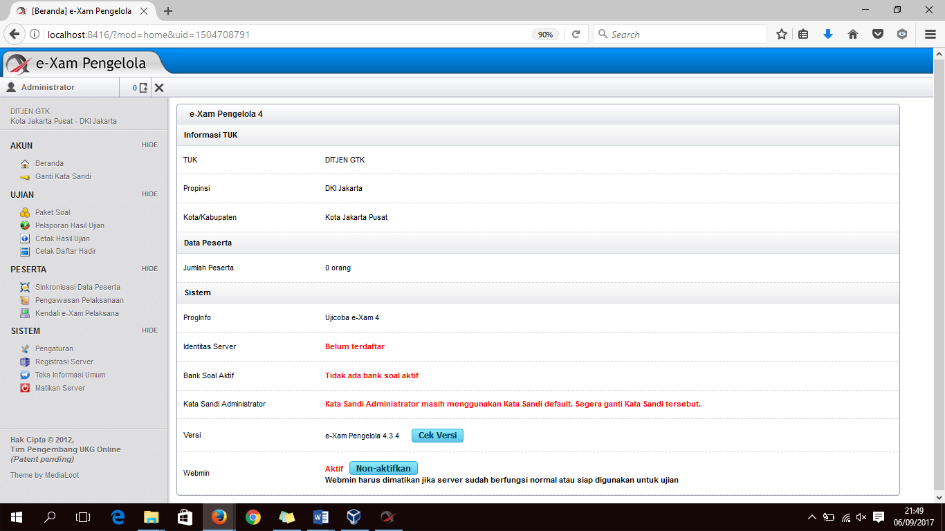 [Beranda] e-Xam Pengelola
localhost:8416/?mod=home&uid=1504708791
90%
Search
e-Xam Pengelola
Administrator
0
DITJEN GTK
Kota Jakarta Pusat - DKI Jakarta
AKUN HIDE
Beranda
Ganti Kata Sandi
UJIAN HIDE
Paket Soal
Pelaporan Hasil Ujian
Cetak Hasil Ujian
Cetak Daftar Hadir
PESERTA HIDE
Sinkronisasi Data Peserta
Pengawasan Pelaksanaan
Kendali e-Xam Pelaksana
SISTEM HIDE
Pengaturan
Registrasi Server
Teks Informasi Umum
Matikan Server
Hak Cipta © 2012,
Tim Pengembang UKG Online
(Patent pending)
Theme by MediaLoot
e-Xam Pengelola 4
Informasi TUK
TUK DITJEN GTK
Propinsi DKI Jakarta
Kota/Kabupaten Kota Jakarta Pusat
Data Peserta
Jumlah Peserta 0 orang
Sistem
ProgInfo Ujicoba e-Xam 4
Identitas Server Belum terdaftar
Bank Soal Aktif Tidak ada bank soal aktif
Kata Sandi Administrator Kata Sandi Administrator masih menggunakan Kata Sandi default. Segera ganti Kata Sandi tersebut.
Versi e-Xam Pengelola 4.3.4 Cek Versi
Webmin Aktif Non-aktifkan
Webmin harus dimatikan jika server sudah berfungsi normal atau siap digunakan untuk ujian
21:49
06/09/2017